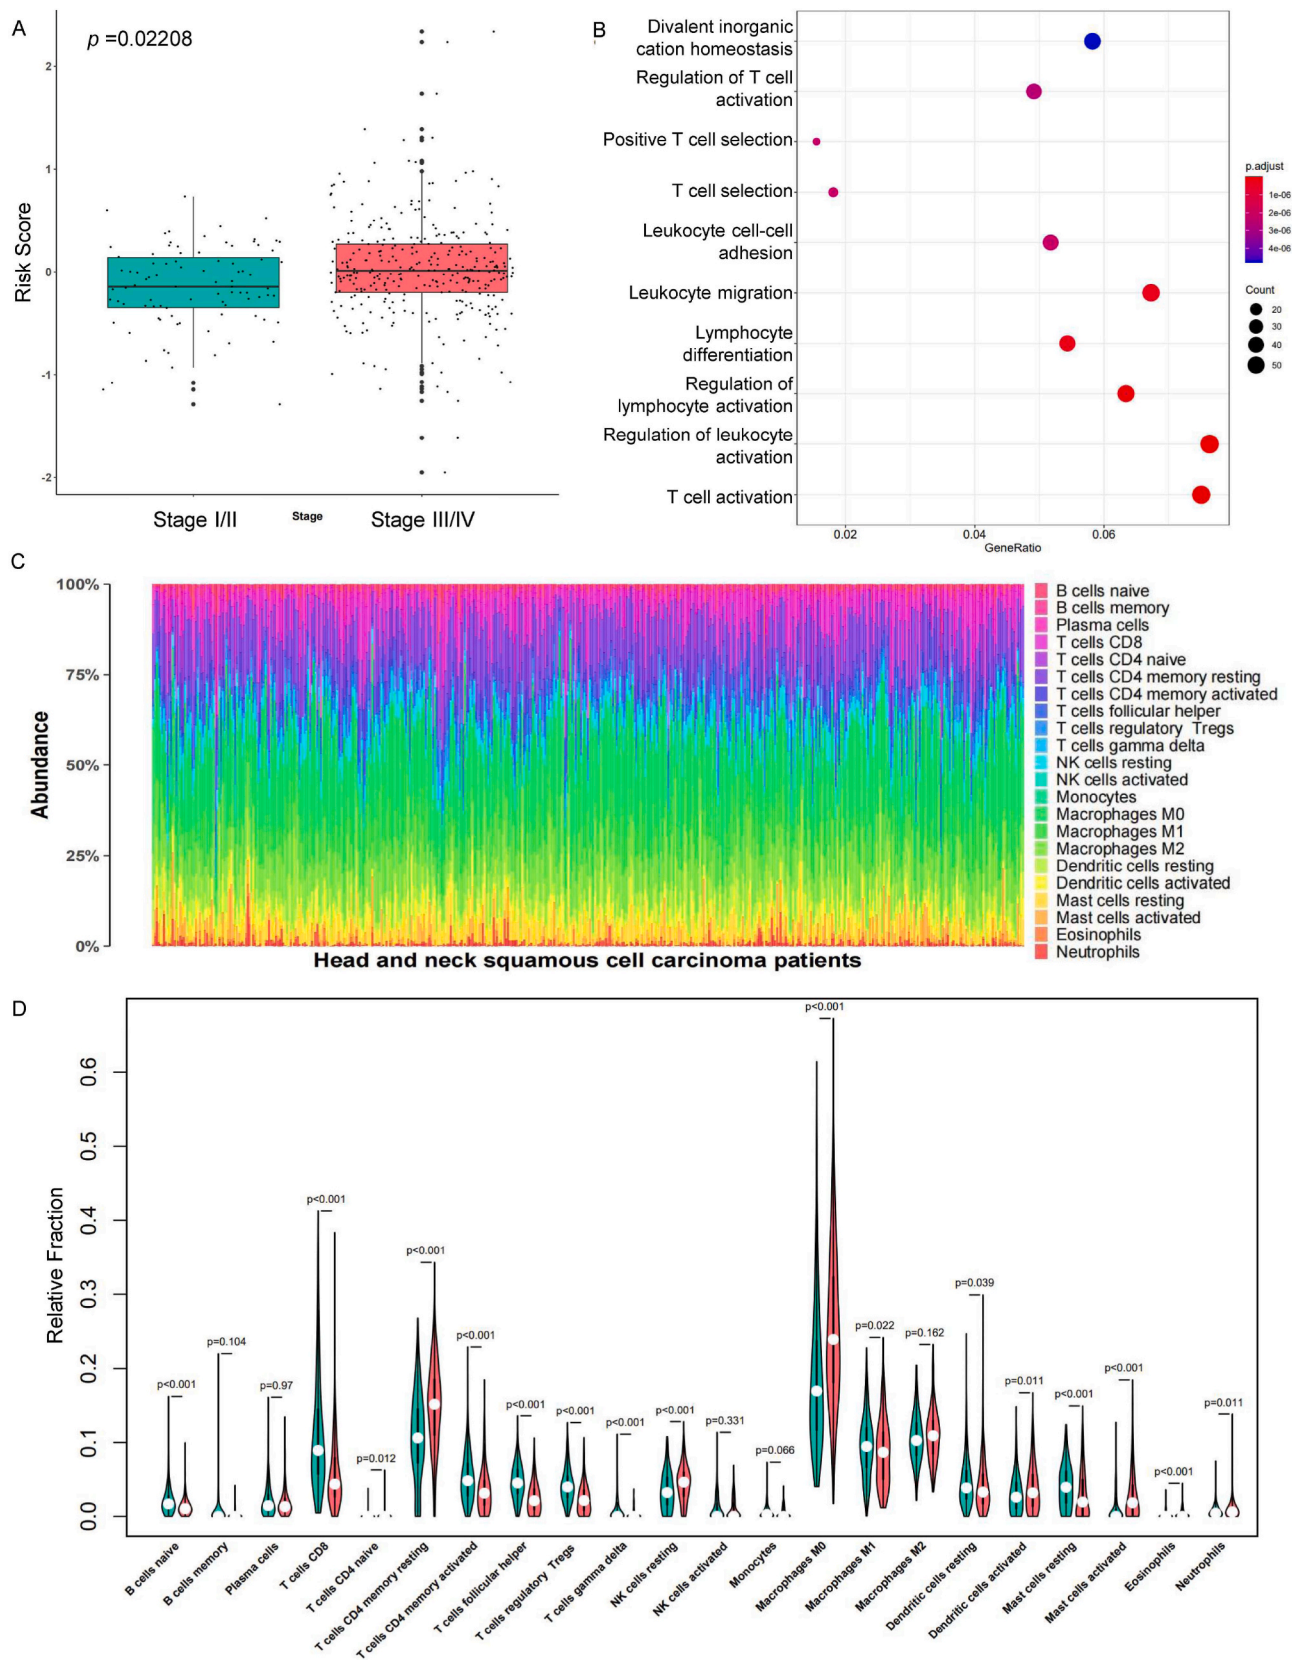 A
p =0.02208
Risk Score
2
1
0
-1
-2
Stage I/II
Stage
Stage III/IV
B
Divalent inorganic
cation homeostasis
Regulation of T cell
activation
Positive T cell selection
T cell selection
Leukocyte cell-cell
adhesion
Leukocyte migration
Lymphocyte
differentiation
Regulation of
lymphocyte activation
Regulation of leukocyte
activation
T cell activation
0.02
0.04
0.06
GeneRatio
p.adjust
1e-06
2e-06
3e-06
4e-06
Count
20
30
40
50
C
Abundance
100%
75%
50%
25%
0%
Head and neck squamous cell carcinoma patients
B cells naive
B cells memory
Plasma cells
T cells CD8
T cells CD4 naive
T cells CD4 memory resting
T cells CD4 memory activated
T cells follicular helper
T cells regulatory Tregs
T cells gamma delta
NK cells resting
NK cells activated
Monocytes
Macrophages M0
Macrophages M1
Macrophages M2
Dendritic cells resting
Dendritic cells activated
Mast cells resting
Mast cells activated
Eosinophils
Neutrophils
D
Relative Fraction
0.6
0.5
0.4
0.3
0.2
0.1
0.0
p<0.001
p=0.104
p=0.97
p<0.001
p=0.012
p<0.001
p<0.001
p<0.001
p<0.001
p<0.001
p<0.001
p=0.331
p=0.066
p<0.001
p=0.022
p=0.162
p=0.039
p=0.011
p<0.001
p<0.001
p<0.001
p=0.011
B cells naive
B cells memory
Plasma cells
T cells CD8
T cells CD4 naive
T cells CD4 memory resting
T cells CD4 memory activated
T cells follicular helper
T cells regulatory Tregs
T cells gamma delta
NK cells resting
NK cells activated
Monocytes
Macrophages M0
Macrophages M1
Macrophages M2
Dendritic cells resting
Dendritic cells activated
Mast cells resting
Mast cells activated
Eosinophils
Neutrophils